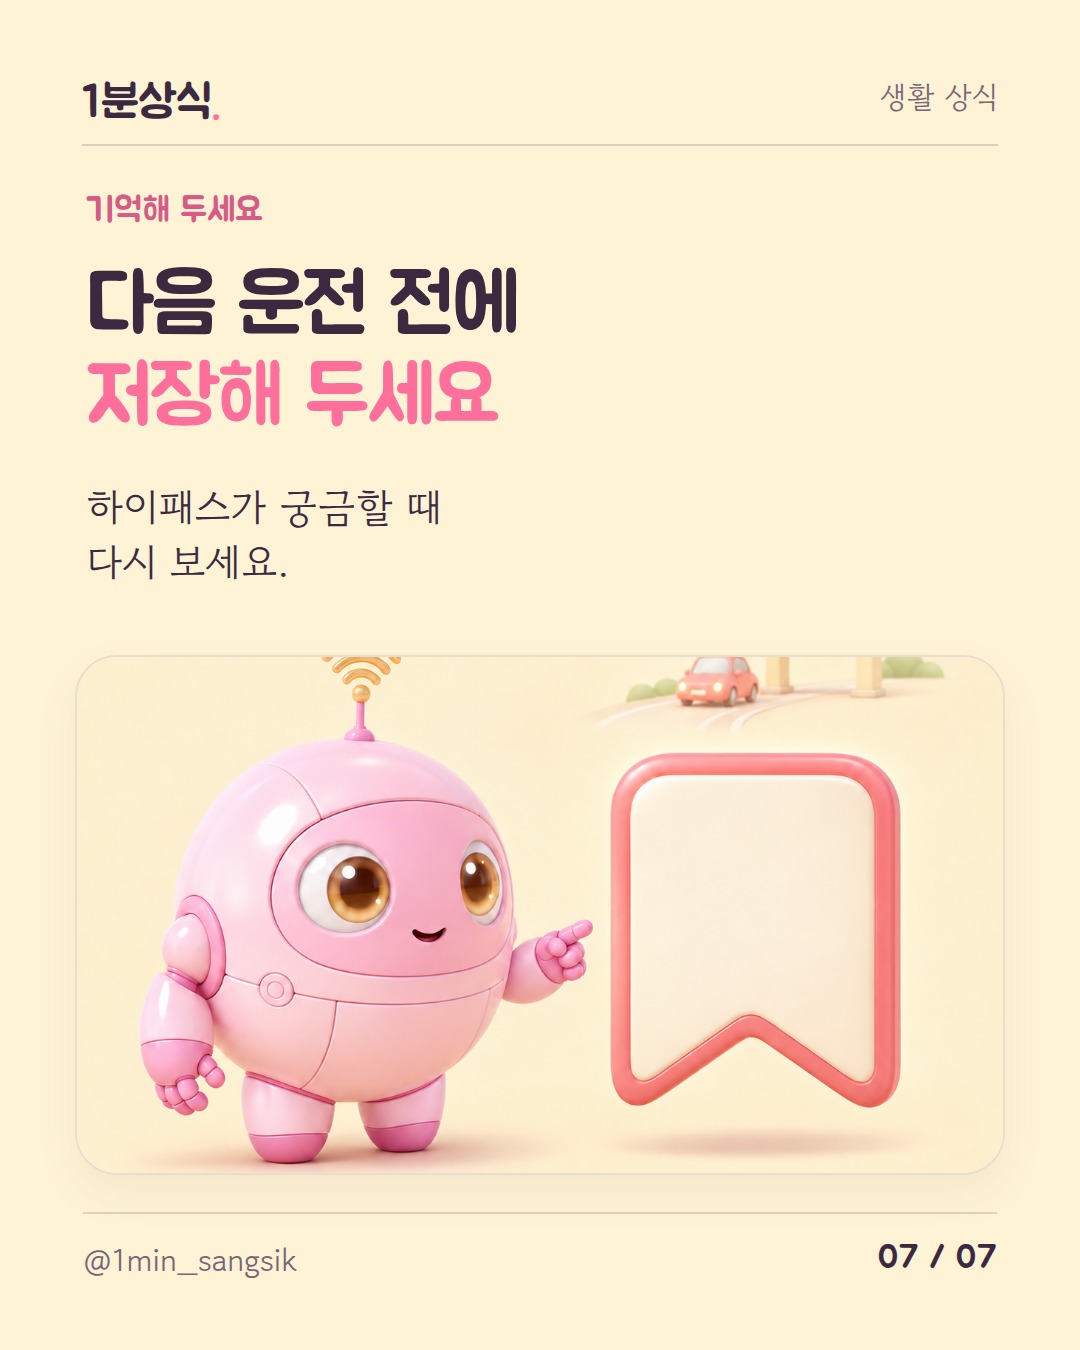 1분상식.
생활 상식
기억해 두세요
다음 운전 전에
저장해 두세요
하이패스가 궁금할 때
다시 보세요.
@1min_sangsik
07 / 07